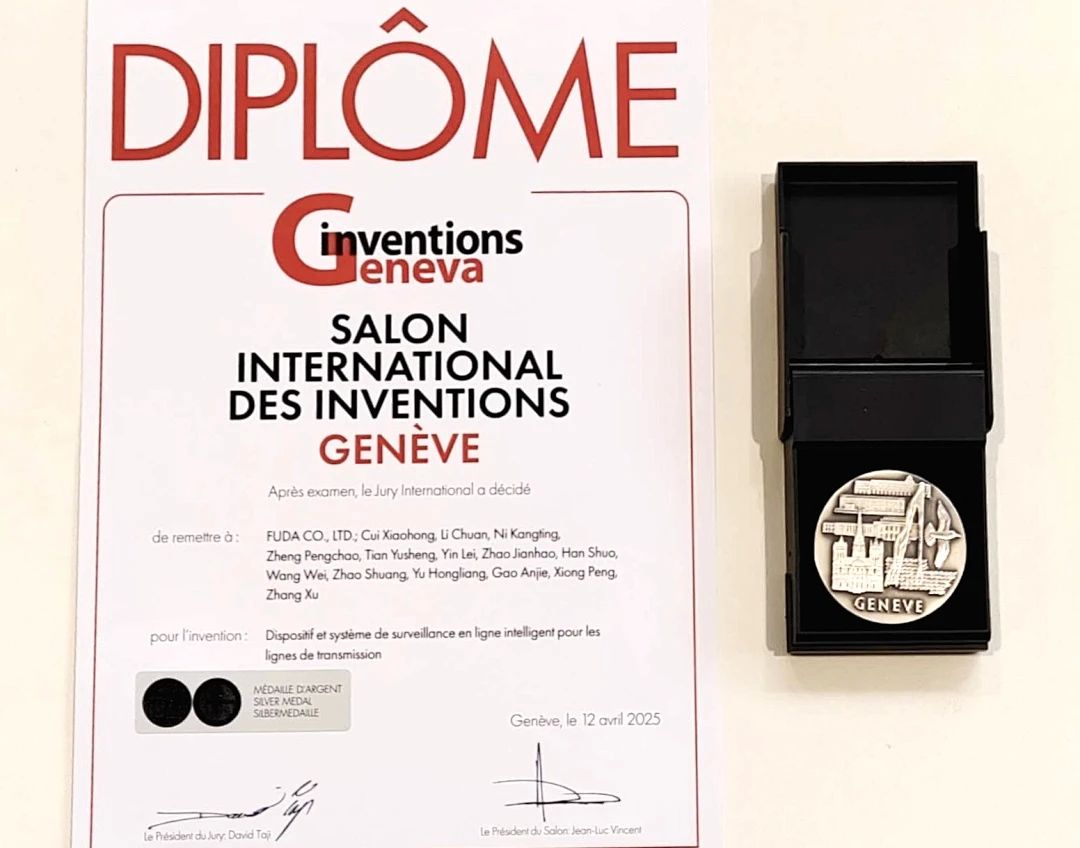 DIPLÔME
inventions
Geneva
SALON
INTERNATIONAL
DES INVENTIONS
GENÈVE
Après examen, le Jury International a décidé
de remettre à : FUDA CO., LTD.; Cui Xiaohong, Li Chuan, Ni Kangting,
Zheng Pengchao, Tian Yusheng, Yin Lei, Zhao Jianhao, Han Shuo,
Wang Wei, Zhao Shuang, Yu Hongliang, Gao Anjie, Xiong Peng,
Zhang Xu
pour l'invention : Dispositif et système de surveillance en ligne intelligent pour les
lignes de transmission
MÉDAILLE D'ARGENT
SILVER MEDAL
SILBERMEDAILLE
Genève, le 12 avril 2025
Le Président du Jury: David Taji
Le Président du Salon: Jean-Luc Vincent
GENEVE